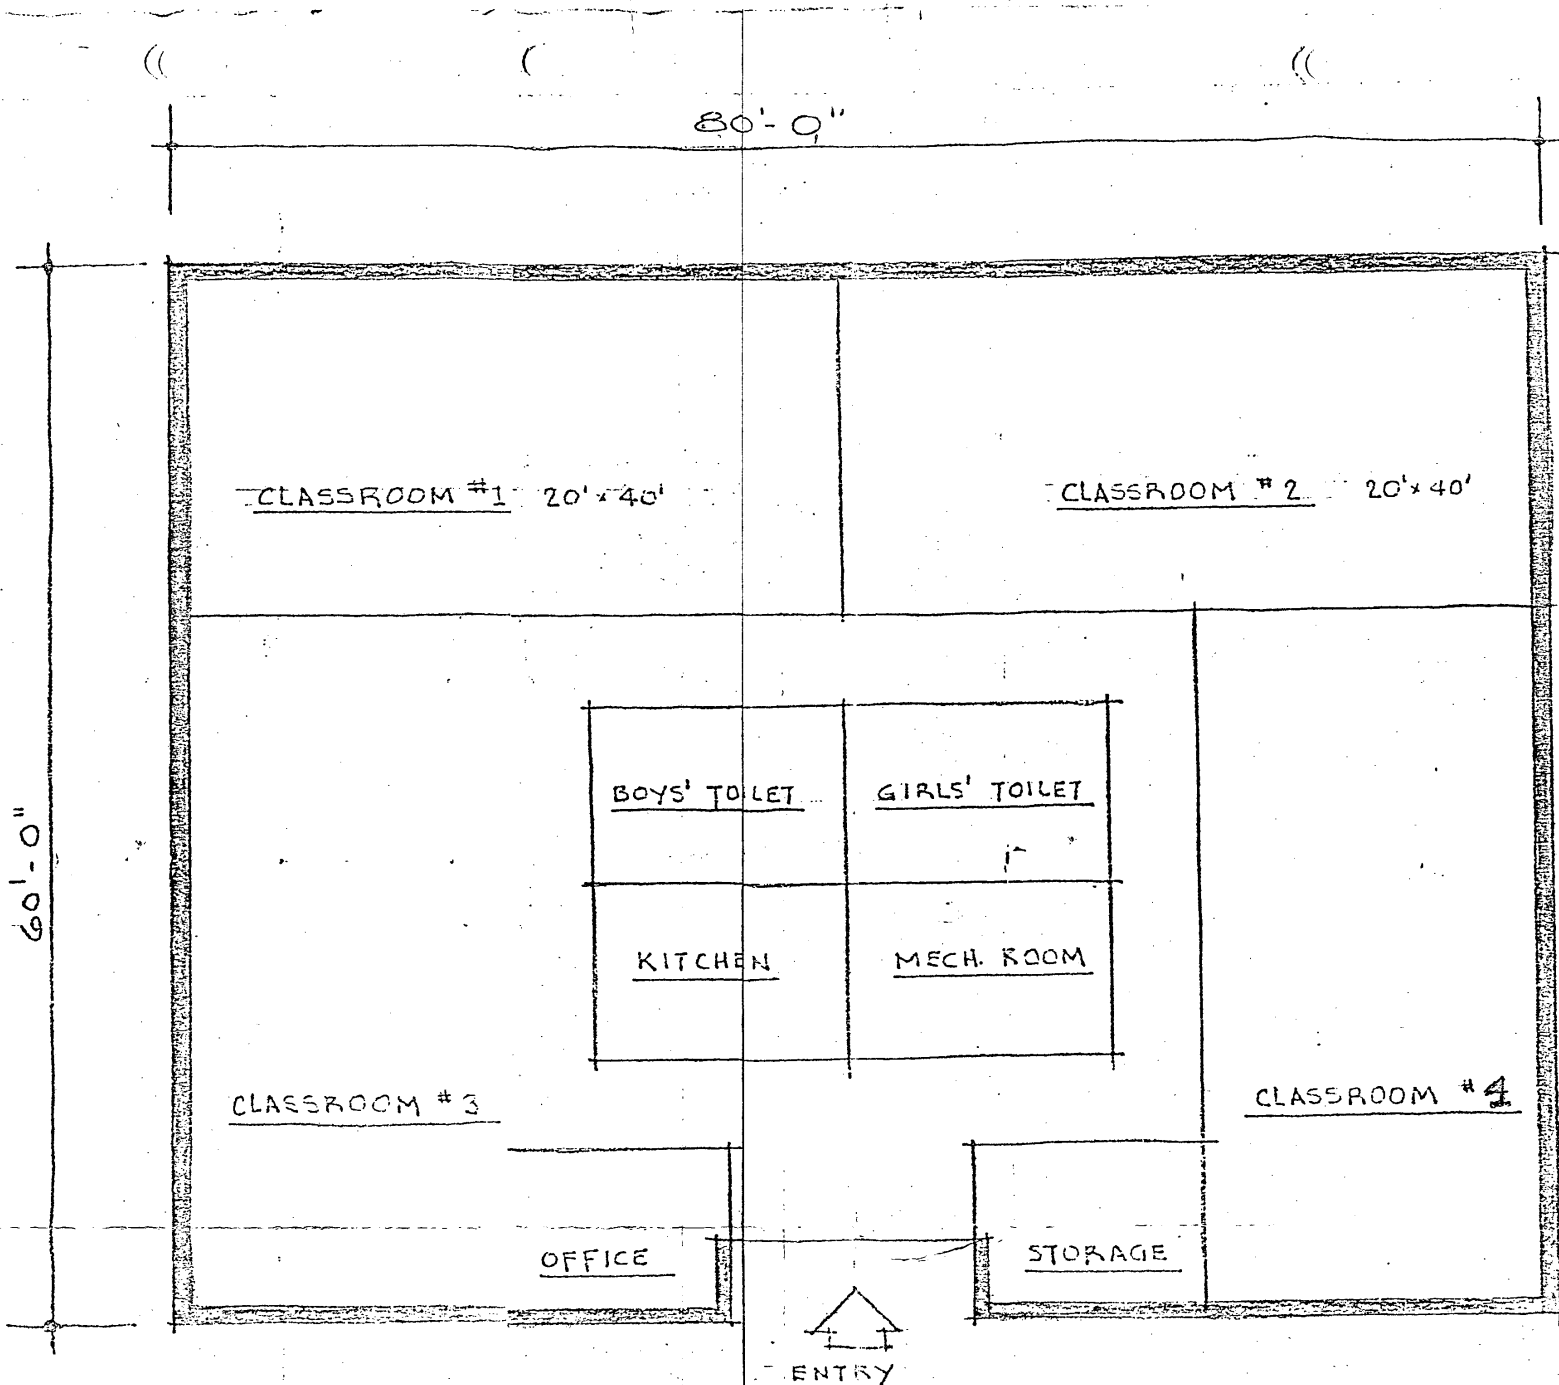 80'-0"
CLASSROOM #1 20'x40'
CLASSROOM #2 20'x40'
BOYS' TOILET
GIRLS' TOILET
60'-0"
KITCHEN
MECH. ROOM
CLASSROOM #3
CLASSROOM #4
OFFICE
STORAGE
ENTRY